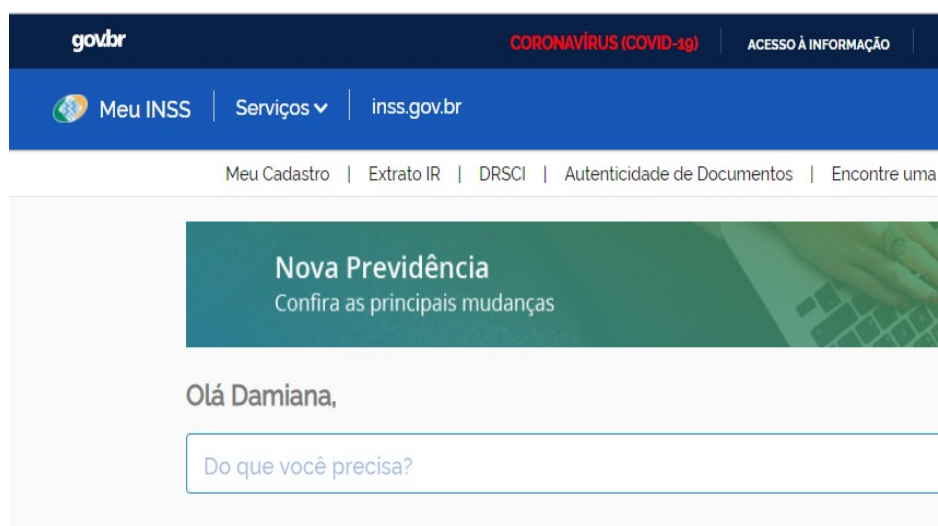 gov.br CORONAVÍRUS (COVID-19) ACESSO À INFORMAÇÃO
Meu INSS Serviços inss.gov.br
Meu Cadastro | Extrato IR | DRSCI | Autenticidade de Documentos | Encontre uma
Nova Previdência
Confira as principais mudanças
Olá Damiana,
Do que você precisa?